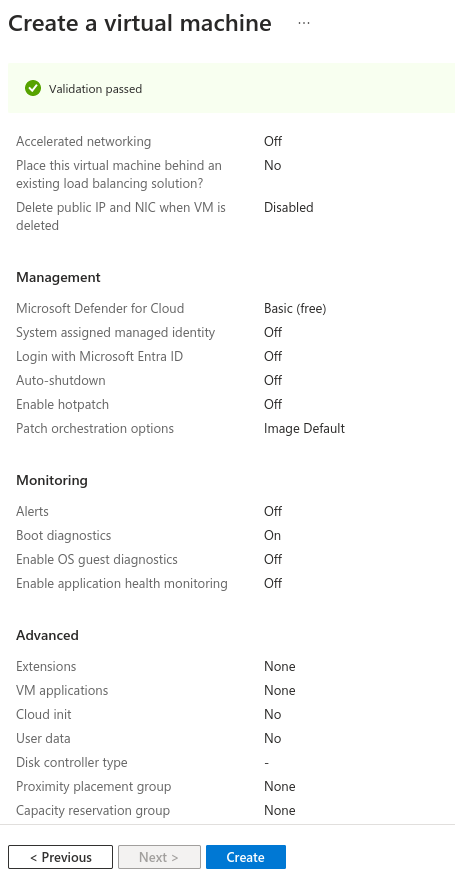 Create a virtual machine ...
Validation passed
Accelerated networking Off
Place this virtual machine behind an No
existing load balancing solution?
Delete public IP and NIC when VM is Disabled
deleted
Management
Microsoft Defender for Cloud Basic (free)
System assigned managed identity Off
Login with Microsoft Entra ID Off
Auto-shutdown Off
Enable hotpatch Off
Patch orchestration options Image Default
Monitoring
Alerts Off
Boot diagnostics On
Enable OS guest diagnostics Off
Enable application health monitoring Off
Advanced
Extensions None
VM applications None
Cloud init No
User data No
Disk controller type -
Proximity placement group None
Capacity reservation group None
< Previous Next > Create